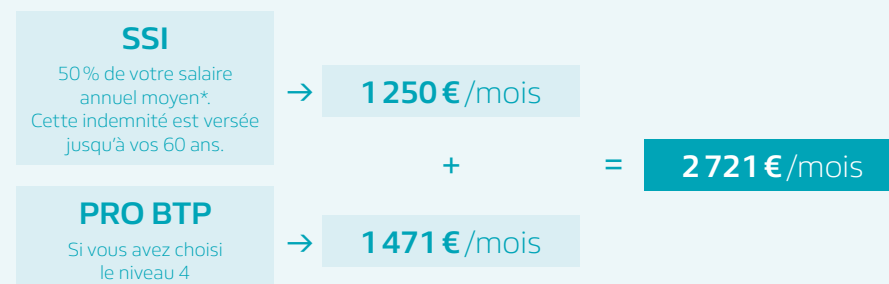 SSI
50 % de votre salaire
annuel moyen*.
Cette indemnité est versée
jusqu'à vos 60 ans.
→ 1 250 €/mois
+
= 2 721 €/mois
PRO BTP
Si vous avez choisi
le niveau 4
→ 1 471 €/mois